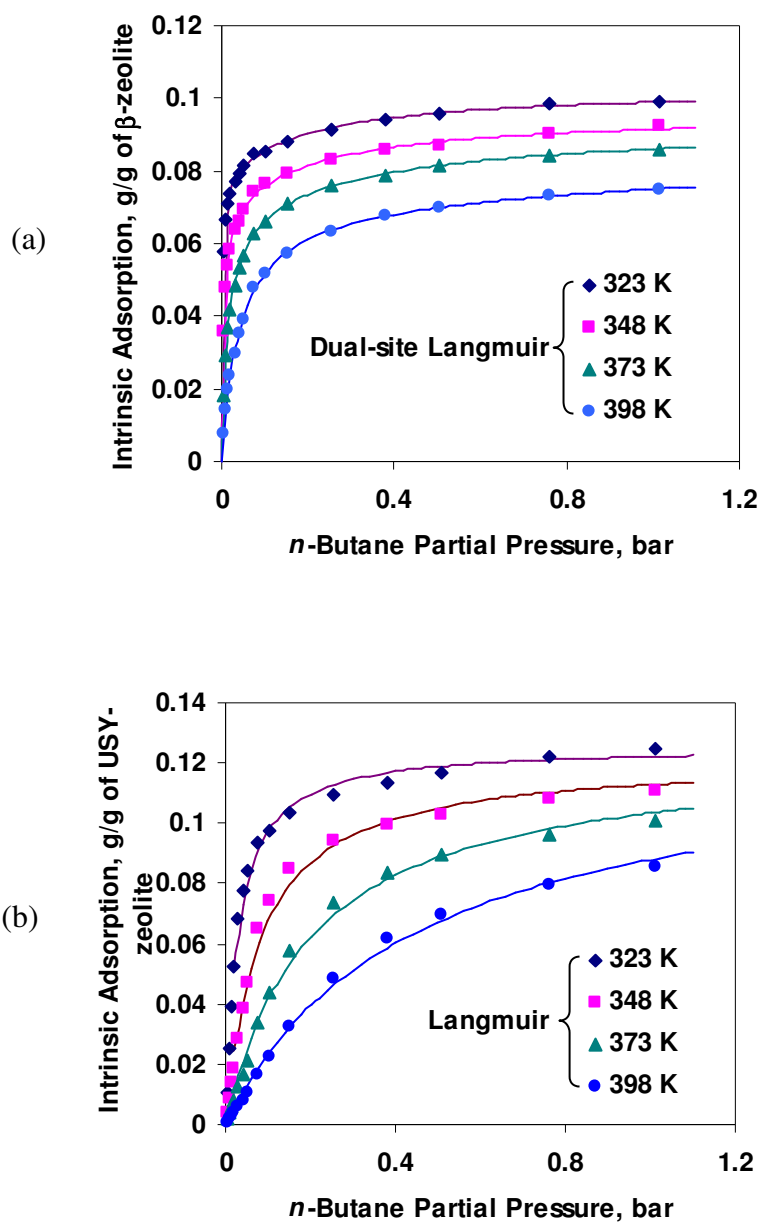 (a)
Intrinsic Adsorption, g/g of β-zeolite
0.12
0.1
0.08
0.06
0.04
0.02
0
0 0.4 0.8 1.2
n-Butane Partial Pressure, bar
Dual-site Langmuir
323 K
348 K
373 K
398 K
(b)
Intrinsic Adsorption, g/g of USY-
zeolite
0.14
0.12
0.1
0.08
0.06
0.04
0.02
0
0 0.4 0.8 1.2
n-Butane Partial Pressure, bar
Langmuir
323 K
348 K
373 K
398 K